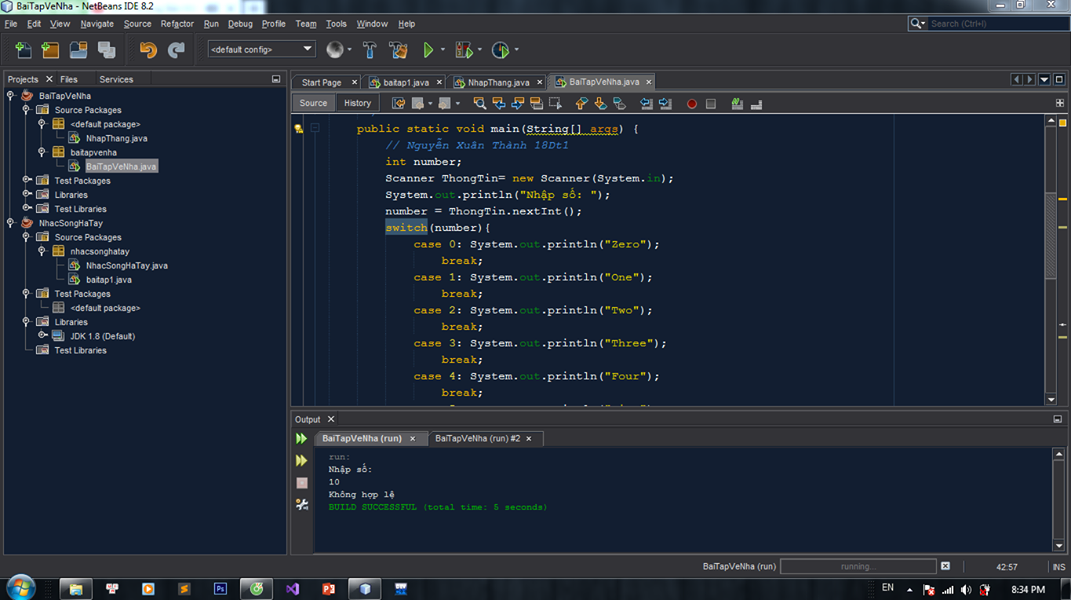 BaiTapVeNha - NetBeans IDE 8.2
File Edit View Navigate Source Refactor Run Debug Profile Team Tools Window Help
Search (Ctrl+I)
<default config>
Projects Files Services
BaiTapVeNha
Source Packages
<default package>
NhapThang.java
baitapvenha
BaiTapVeNha.java
Test Packages
Libraries
Test Libraries
NhacSongHaTay
Source Packages
nhacsonghatay
NhacSongHaTay.java
baitap1.java
Test Packages
<default package>
Libraries
JDK 1.8 (Default)
Test Libraries
Start Page baitap1.java NhapThang.java BaiTapVeNha.java
Source History
public static void main(String[] args) {
// Nguyễn Xuân Thành 18Dt1
int number;
Scanner ThongTin= new Scanner(System.in);
System.out.println("Nhập số: ");
number = ThongTin.nextInt();
switch(number){
case 0: System.out.println("Zero");
break;
case 1: System.out.println("One");
break;
case 2: System.out.println("Two");
break;
case 3: System.out.println("Three");
break;
case 4: System.out.println("Four");
break;
Output
BaiTapVeNha (run) BaiTapVeNha (run) #2
run:
Nhập số:
10
Không hợp lệ
BUILD SUCCESSFUL (total time: 5 seconds)
BaiTapVeNha (run) running... 42:57 INS
EN 8:34 PM